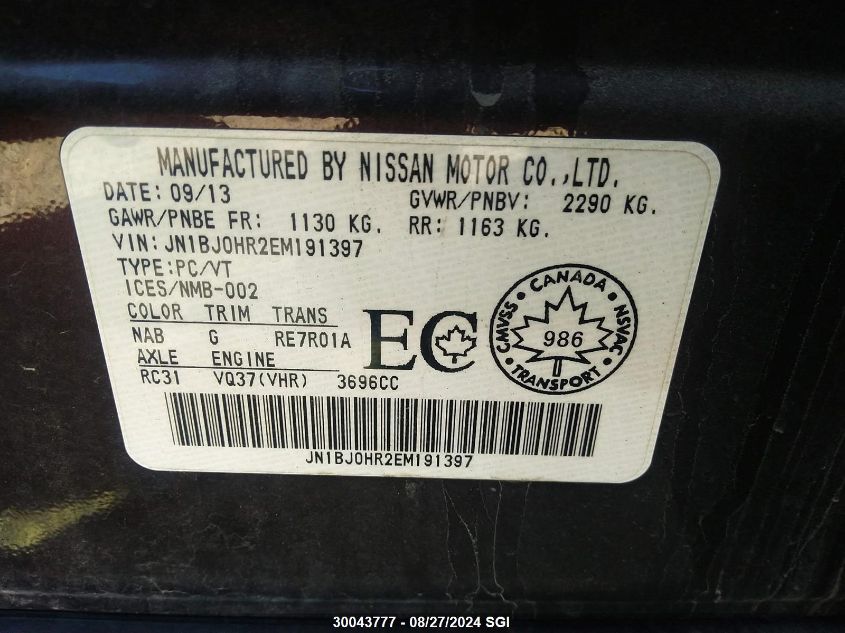 MANUFACTURED BY NISSAN MOTOR CO.,LTD.
DATE: 09/13 GVWR/PNBV: 2290 KG.
GAWR/PNBE FR: 1130 KG. RR: 1163 KG.
VIN: JN1BJ0HR2EM191397
TYPE:PC/VT
ICES/NMB-002
COLOR TRIM TRANS
NAB G RE7R01A
AXLE ENGINE
RC31 VQ37(VHR) 3696CC
EC
CANADA
CMVSS NSVAC
986
TRANSPORT
JN1BJ0HR2EM191397
30043777 - 08/27/2024 SGI